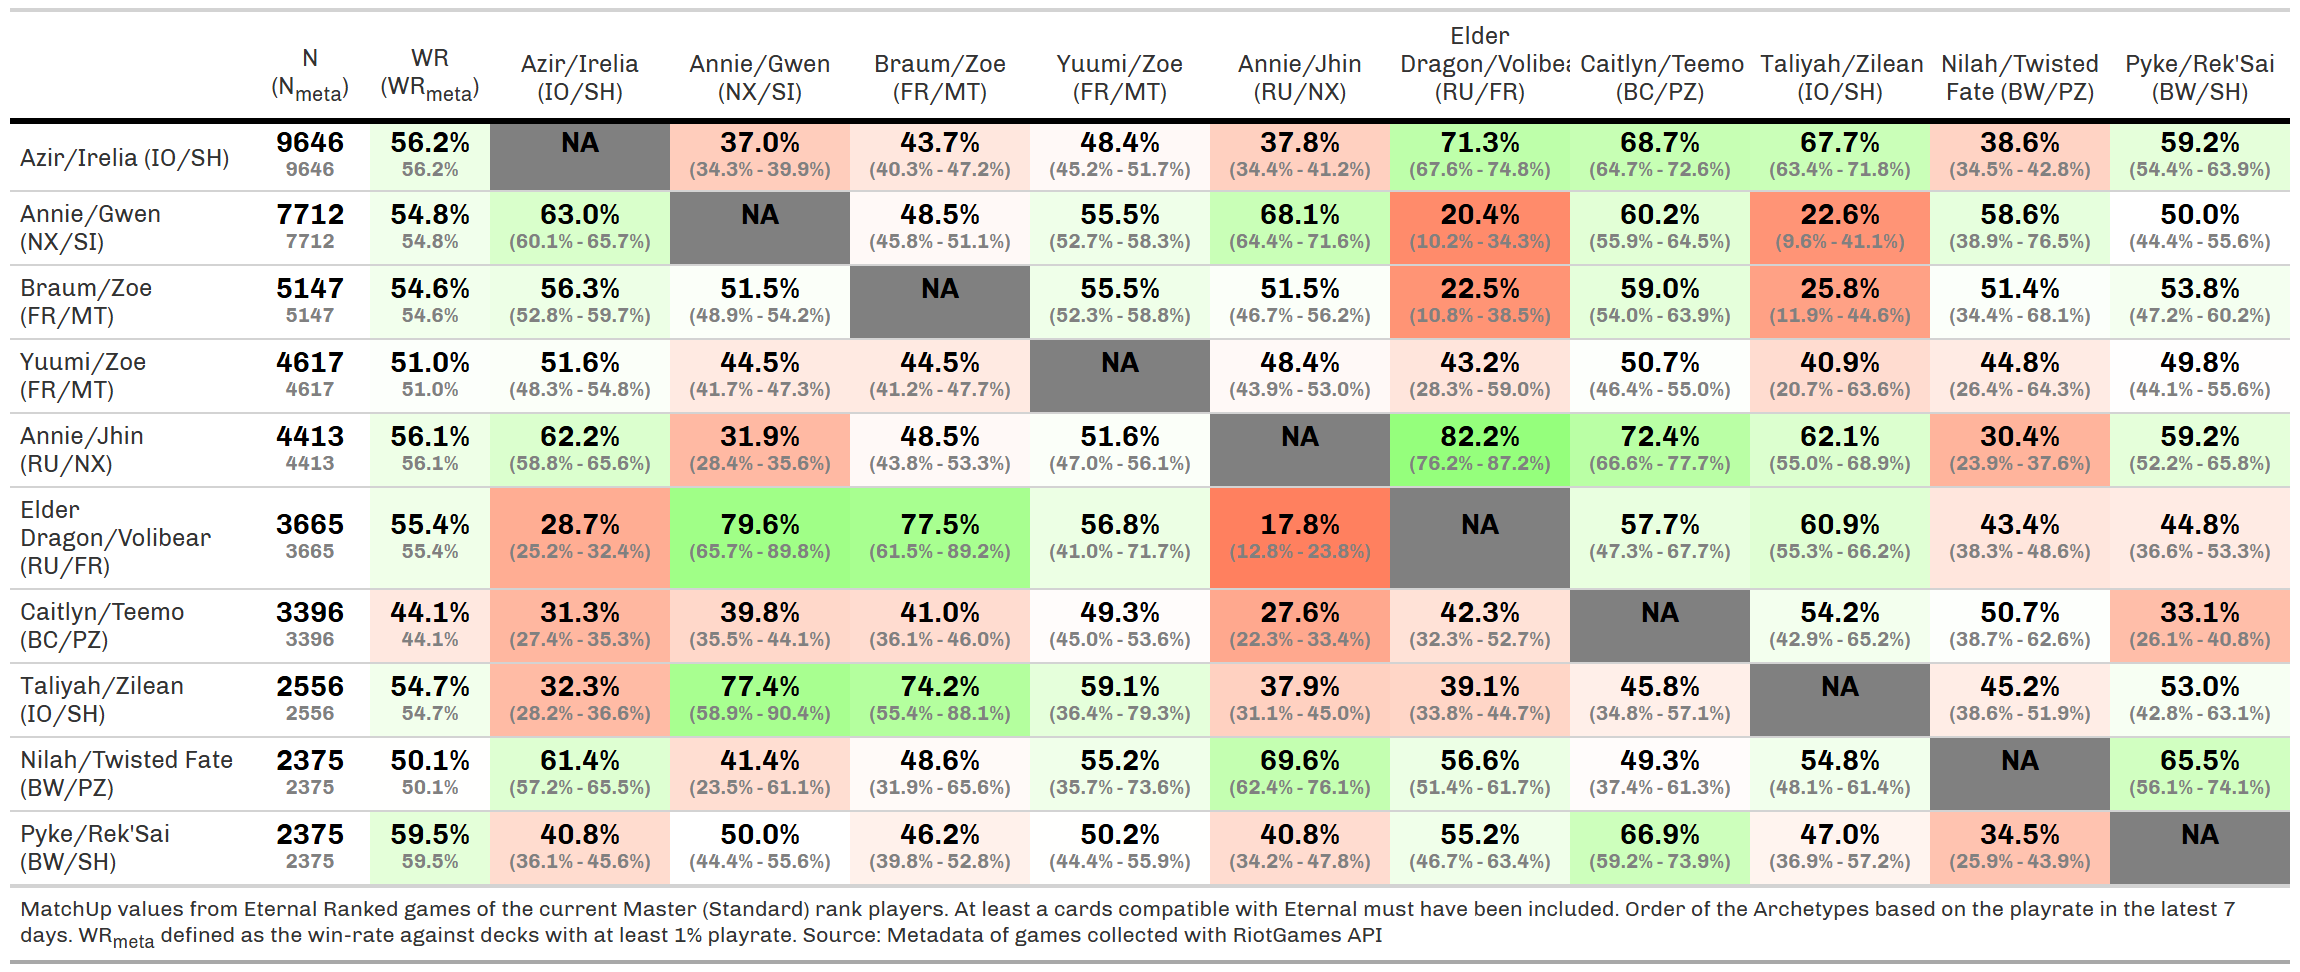 N (Nmeta) WR (WRmeta) Azir/Irelia (IO/SH) Annie/Gwen (NX/SI) Braum/Zoe (FR/MT) Yuumi/Zoe (FR/MT) Annie/Jhin (RU/NX) Elder Dragon/Volibea (RU/FR) Caitlyn/Teemo (BC/PZ) Taliyah/Zilean (IO/SH) Nilah/Twisted Fate (BW/PZ) Pyke/Rek'Sai (BW/SH)
Azir/Irelia (IO/SH) 9646 56.2% NA 37.0% 43.7% 48.4% 37.8% 71.3% 68.7% 67.7% 38.6% 59.2%
9646 56.2% (34.3% - 39.9%) (40.3% - 47.2%) (45.2% - 51.7%) (34.4% - 41.2%) (67.6% - 74.8%) (64.7% - 72.6%) (63.4% - 71.8%) (34.5% - 42.8%) (54.4% - 63.9%)
Annie/Gwen 7712 54.8% 63.0% NA 48.5% 55.5% 68.1% 20.4% 60.2% 22.6% 58.6% 50.0%
(NX/SI) 7712 54.8% (60.1% - 65.7%) (45.8% - 51.1%) (52.7% - 58.3%) (64.4% - 71.6%) (10.2% - 34.3%) (55.9% - 64.5%) (9.6% - 41.1%) (38.9% - 76.5%) (44.4% - 55.6%)
Braum/Zoe 5147 54.6% 56.3% 51.5% NA 55.5% 51.5% 22.5% 59.0% 25.8% 51.4% 53.8%
(FR/MT) 5147 54.6% (52.8% - 59.7%) (48.9% - 54.2%) (52.3% - 58.8%) (46.7% - 56.2%) (10.8% - 38.5%) (54.0% - 63.9%) (11.9% - 44.6%) (34.4% - 68.1%) (47.2% - 60.2%)
Yuumi/Zoe 4617 51.0% 51.6% 44.5% 44.5% NA 48.4% 43.2% 50.7% 40.9% 44.8% 49.8%
(FR/MT) 4617 51.0% (48.3% - 54.8%) (41.7% - 47.3%) (41.2% - 47.7%) (43.9% - 53.0%) (28.3% - 59.0%) (46.4% - 55.0%) (20.7% - 63.6%) (26.4% - 64.3%) (44.1% - 55.6%)
Annie/Jhin 4413 56.1% 62.2% 31.9% 48.5% 51.6% NA 82.2% 72.4% 62.1% 30.4% 59.2%
(RU/NX) 4413 56.1% (58.8% - 65.6%) (28.4% - 35.6%) (43.8% - 53.3%) (47.0% - 56.1%) (76.2% - 87.2%) (66.6% - 77.7%) (55.0% - 68.9%) (23.9% - 37.6%) (52.2% - 65.8%)
Elder
Dragon/Volibear 3665 55.4% 28.7% 79.6% 77.5% 56.8% 17.8% NA 57.7% 60.9% 43.4% 44.8%
(RU/FR) 3665 55.4% (25.2% - 32.4%) (65.7% - 89.8%) (61.5% - 89.2%) (41.0% - 71.7%) (12.8% - 23.8%) (47.3% - 67.7%) (55.3% - 66.2%) (38.3% - 48.6%) (36.6% - 53.3%)
Caitlyn/Teemo 3396 44.1% 31.3% 39.8% 41.0% 49.3% 27.6% 42.3% NA 54.2% 50.7% 33.1%
(BC/PZ) 3396 44.1% (27.4% - 35.3%) (35.5% - 44.1%) (36.1% - 46.0%) (45.0% - 53.6%) (22.3% - 33.4%) (32.3% - 52.7%) (42.9% - 65.2%) (38.7% - 62.6%) (26.1% - 40.8%)
Taliyah/Zilean 2556 54.7% 32.3% 77.4% 74.2% 59.1% 37.9% 39.1% 45.8% NA 45.2% 53.0%
(IO/SH) 2556 54.7% (28.2% - 36.6%) (58.9% - 90.4%) (55.4% - 88.1%) (36.4% - 79.3%) (31.1% - 45.0%) (33.8% - 44.7%) (34.8% - 57.1%) (38.6% - 51.9%) (42.8% - 63.1%)
Nilah/Twisted Fate 2375 50.1% 61.4% 41.4% 48.6% 55.2% 69.6% 56.6% 49.3% 54.8% NA 65.5%
(BW/PZ) 2375 50.1% (57.2% - 65.5%) (23.5% - 61.1%) (31.9% - 65.6%) (35.7% - 73.6%) (62.4% - 76.1%) (51.4% - 61.7%) (37.4% - 61.3%) (48.1% - 61.4%) (56.1% - 74.1%)
Pyke/Rek'Sai 2375 59.5% 40.8% 50.0% 46.2% 50.2% 40.8% 55.2% 66.9% 47.0% 34.5% NA
(BW/SH) 2375 59.5% (36.1% - 45.6%) (44.4% - 55.6%) (39.8% - 52.8%) (44.4% - 55.9%) (34.2% - 47.8%) (46.7% - 63.4%) (59.2% - 73.9%) (36.9% - 57.2%) (25.9% - 43.9%)
MatchUp values from Eternal Ranked games of the current Master (Standard) rank players. At least a cards compatible with Eternal must have been included. Order of the Archetypes based on the playrate in the latest 7
days. WRmeta defined as the win-rate against decks with at least 1% playrate. Source: Metadata of games collected with RiotGames API